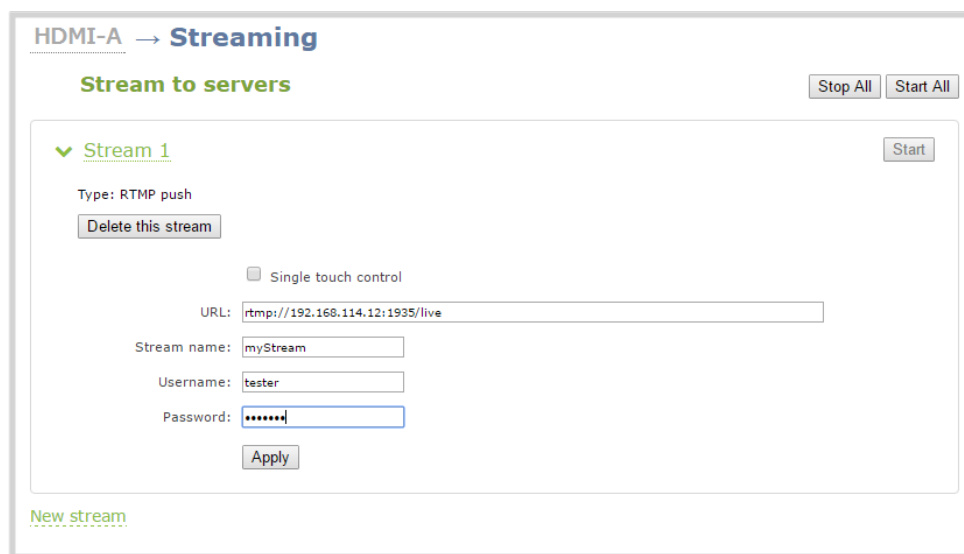 HDMI-A → Streaming
Stream to servers
Stop All Start All
Stream 1
Start
Type: RTMP push
Delete this stream
Single touch control
URL: rtmp://192.168.114.12:1935/live
Stream name: myStream
Username: tester
Password: •••••••
Apply
New stream